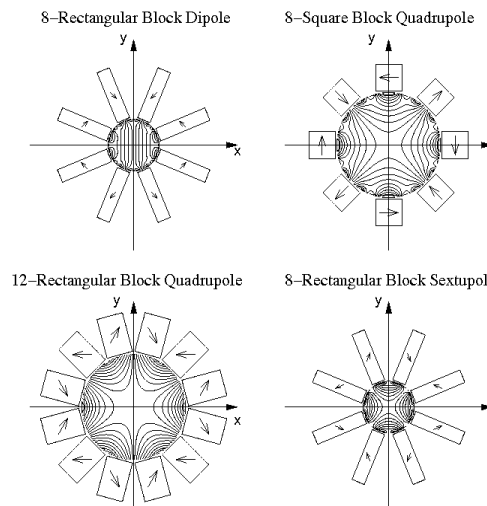 8–Rectangular Block Dipole
8–Square Block Quadrupole
y
x
y
x
12–Rectangular Block Quadrupole
8–Rectangular Block Sextupol
y
x
y
x